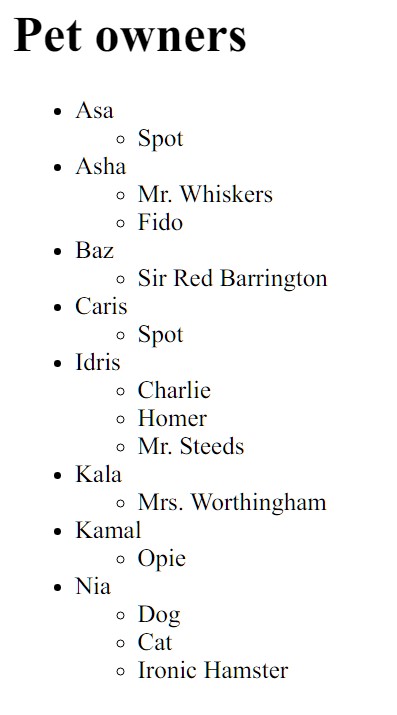 Pet owners
Asa
Spot
Asha
Mr. Whiskers
Fido
Baz
Sir Red Barrington
Caris
Spot
Idris
Charlie
Homer
Mr. Steeds
Kala
Mrs. Worthingham
Kamal
Opie
Nia
Dog
Cat
Ironic Hamster